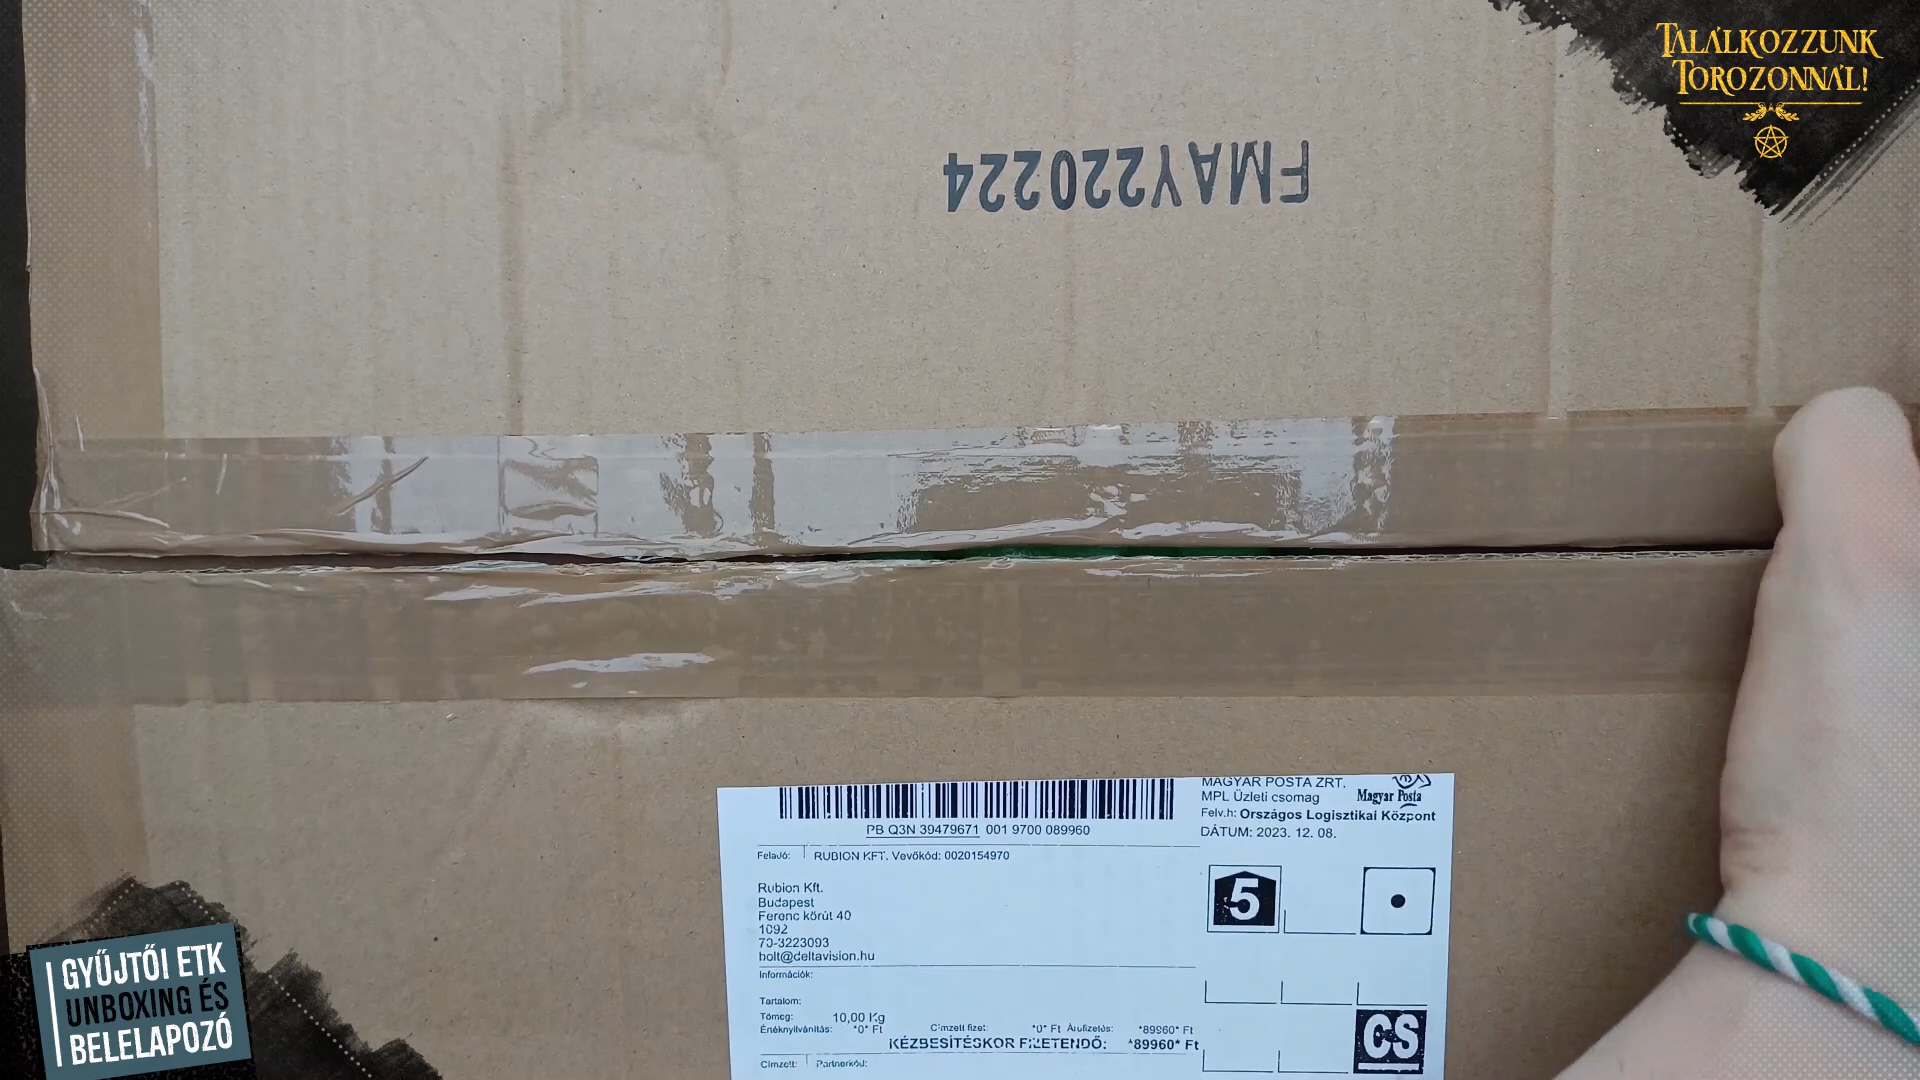 TALÁLKOZZUNK
TOROZONNÁL!
FMAY220224
MAGYAR POSTA ZRT.
MPL Üzleti csomag
Magyar Posta
Felv.h: Országos Logisztikai Központ
DÁTUM: 2023. 12. 08.
PB Q3N 39479671 001 9700 089960
Feladó: RUBION KFT. Vevőkód: 0020154970
Rubion Kft.
Budapest
Ferenc körút 40
1092
70-3223093
bolt@deltavision.hu
Információk:
5
Tartalom:
Tömeg: 10,00 Kg
Értéknyilvánítás: *0* Ft Címzett fizet: *0* Ft Árufizetés: *89960* Ft
KÉZBESÍTÉSKOR FIZETENDŐ: *89960* Ft
CS
Címzett: Partnerkód:
GYŰJTŐI ETK
UNBOXING ÉS
BELELAPOZÓ